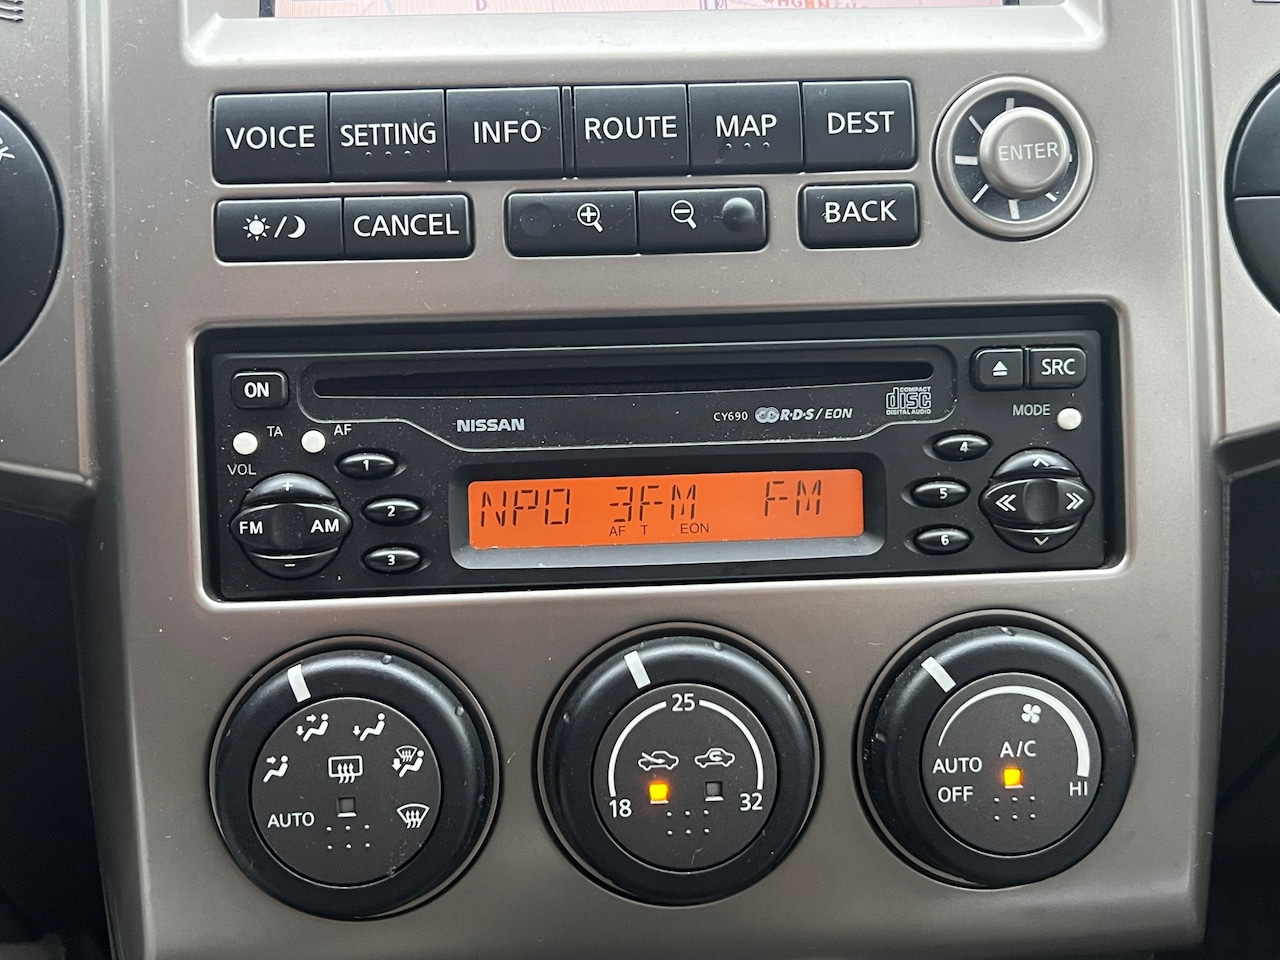 VOICE SETTING INFO ROUTE MAP DEST
ENTER
CANCEL BACK
ON SRC
TA AF NISSAN CY690 R·D·S/EON COMPACT disc DIGITAL AUDIO MODE
VOL
1 4
+
FM AM 2 5
-
3 6
NPO 3FM FM
AF T EON
25
A/C
AUTO
OFF HI
AUTO 18 32